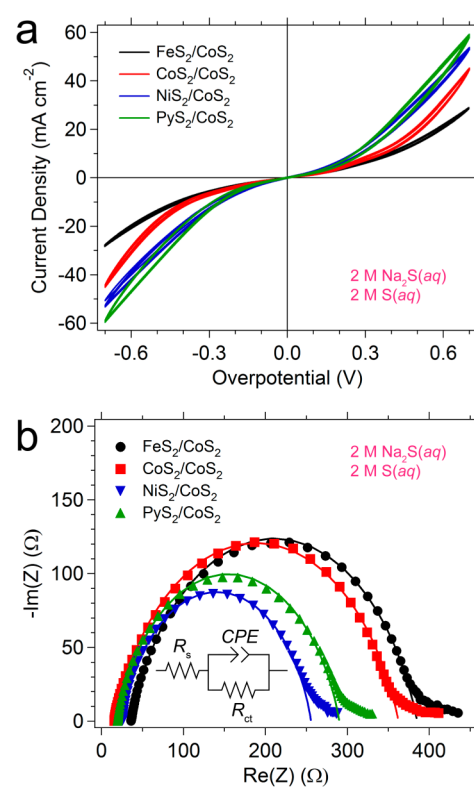 a
60
40
20
0
-20
-40
-60
Current Density (mA cm⁻²)
FeS₂/CoS₂
CoS₂/CoS₂
NiS₂/CoS₂
PyS₂/CoS₂
2 M Na₂S(aq)
2 M S(aq)
-0.6 -0.3 0.0 0.3 0.6
Overpotential (V)
b
200
150
100
50
0
-Im(Z) (Ω)
FeS₂/CoS₂
CoS₂/CoS₂
NiS₂/CoS₂
PyS₂/CoS₂
2 M Na₂S(aq)
2 M S(aq)
CPE
Rₛ
R_ct
0 100 200 300 400
Re(Z) (Ω)